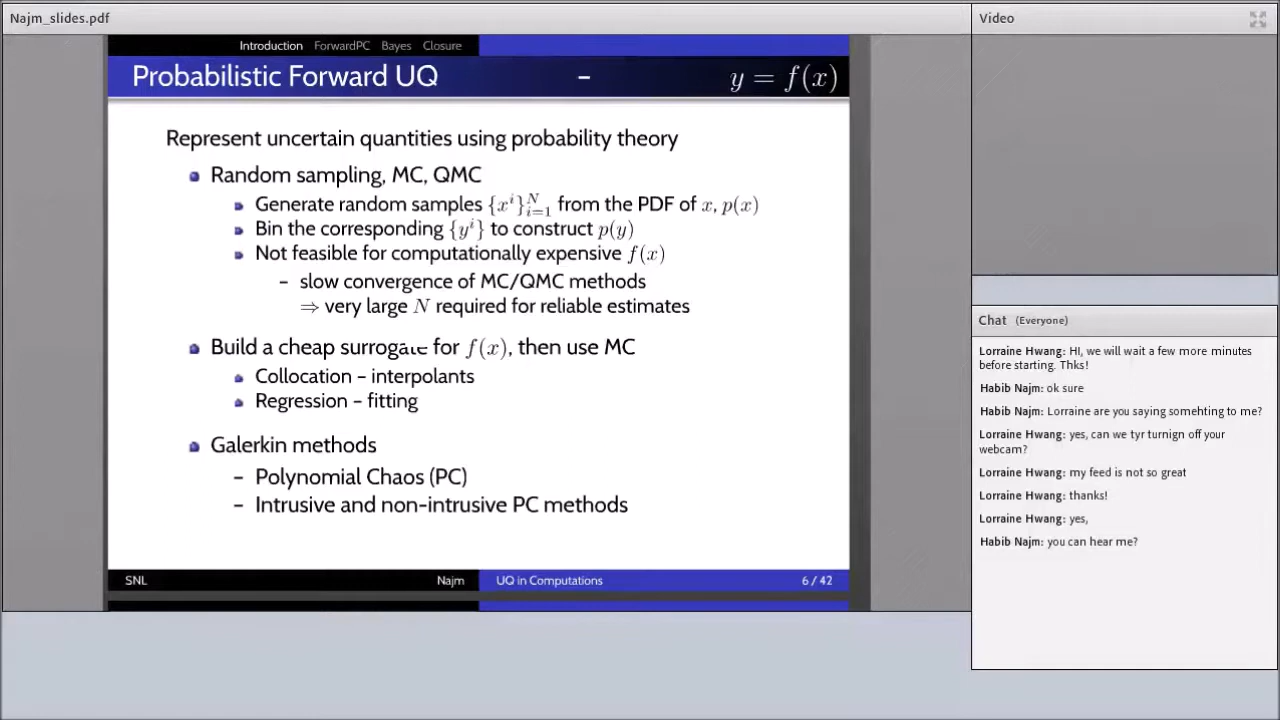 Najm_slides.pdf
Introduction ForwardPC Bayes Closure
Probabilistic Forward UQ – y = f(x)
Represent uncertain quantities using probability theory
Random sampling, MC, QMC
Generate random samples {x^i}_{i=1}^N from the PDF of x, p(x)
Bin the corresponding {y^i} to construct p(y)
Not feasible for computationally expensive f(x)
– slow convergence of MC/QMC methods
⇒ very large N required for reliable estimates
Build a cheap surrogate for f(x), then use MC
Collocation – interpolants
Regression – fitting
Galerkin methods
– Polynomial Chaos (PC)
– Intrusive and non-intrusive PC methods
SNL Najm UQ in Computations 6 / 42
Video
Chat (Everyone)
Lorraine Hwang: HI, we will wait a few more minutes
before starting. Thks!
Habib Najm: ok sure
Habib Najm: Lorraine are you saying somehting to me?
Lorraine Hwang: yes, can we tyr turnign off your
webcam?
Lorraine Hwang: my feed is not so great
Lorraine Hwang: thanks!
Lorraine Hwang: yes,
Habib Najm: you can hear me?